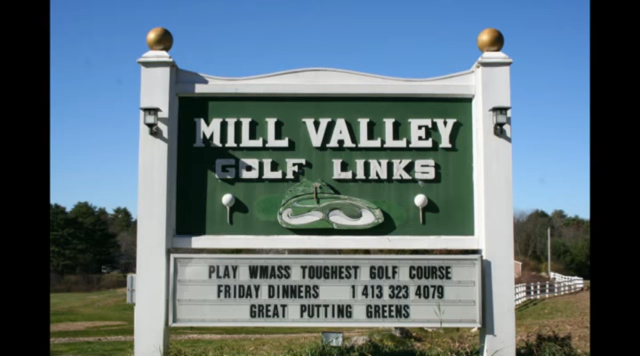 MILL VALLEY
GOLF LINKS
PLAY WMASS TOUGHEST GOLF COURSE
FRIDAY DINNERS 1 413 323 4079
GREAT PUTTING GREENS